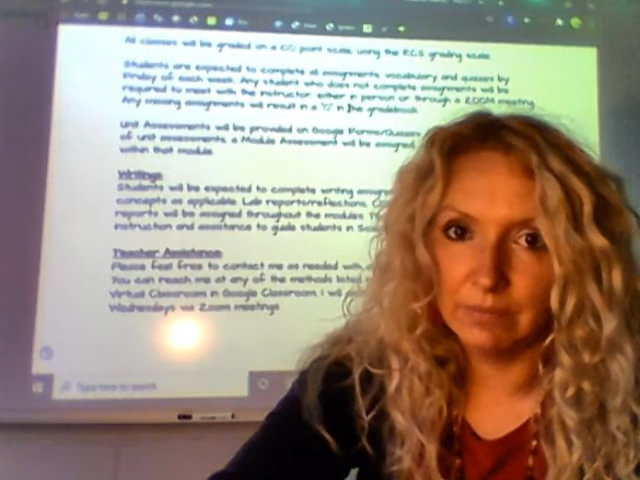 All classes will be graded on a 100 point scale using the KCS grading scale.
Students are expected to complete all assignments, vocabulary and quizzes by
Friday of each week. Any student who does not complete assignments will be
required to meet with the instructor either in person or through a ZOOM meeting.
Any missing assignments will result in a "0" in the gradebook.
Unit Assessments will be provided on Google Forms/Quizzes
of unit assessments, a Module Assessment will be assigned
within that module.
Writings
Students will be expected to complete writing
concepts as applicable. Lab reports/reflections,
reports will be assigned throughout the modules.
instruction and assistance to guide students in
Teacher Assistance
Please feel free to contact me as needed with
You can reach me at any of the methods listed
Virtual Classroom in Google Classroom. I will
Wednesdays via Zoom meetings
Type here to search